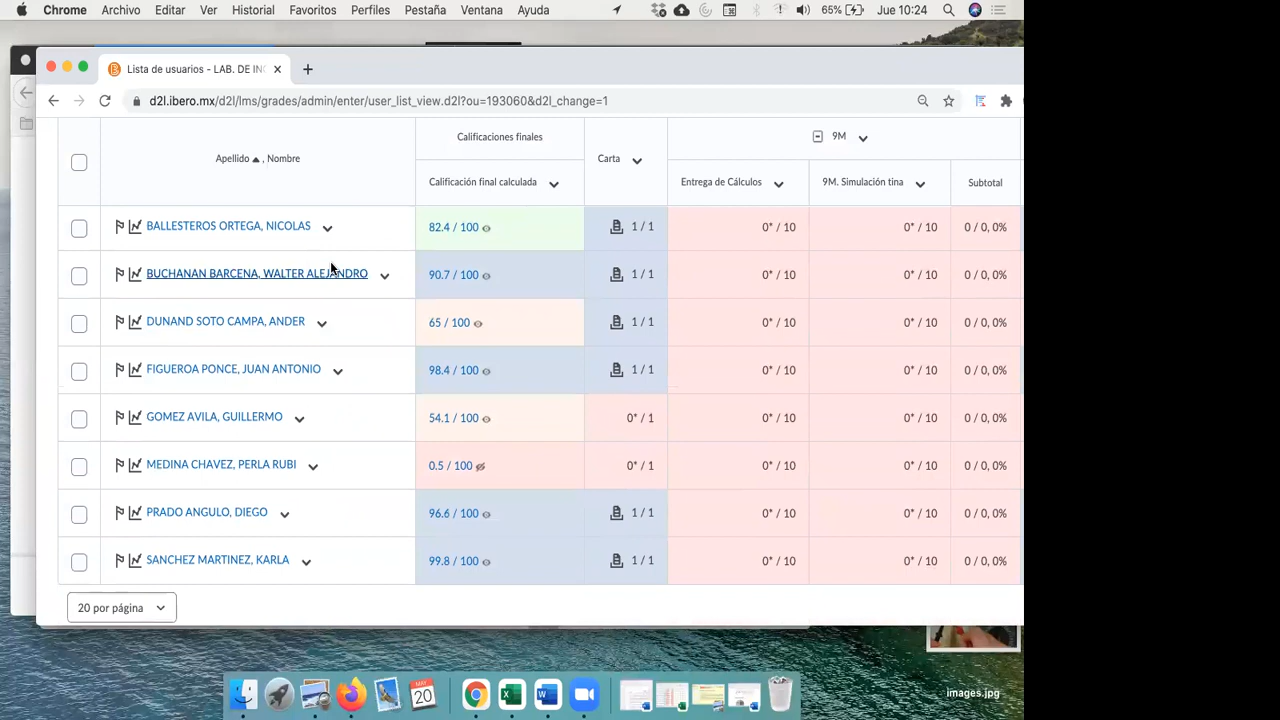 Chrome Archivo Editar Ver Historial Favoritos Perfiles Pestaña Ventana Ayuda 65% Jue 10:24
Lista de usuarios - LAB. DE IN
d2l.ibero.mx/d2l/lms/grades/admin/enter/user_list_view.d2l?ou=193060&d2l_change=1
Calificaciones finales 9M
Apellido , Nombre Carta
Calificación final calculada Entrega de Cálculos 9M. Simulación tina Subtotal
BALLESTEROS ORTEGA, NICOLAS 82.4 / 100 1 / 1 0* / 10 0* / 10 0 / 0, 0%
BUCHANAN BARCENA, WALTER ALEJANDRO 90.7 / 100 1 / 1 0* / 10 0* / 10 0 / 0, 0%
DUNAND SOTO CAMPA, ANDER 65 / 100 1 / 1 0* / 10 0* / 10 0 / 0, 0%
FIGUEROA PONCE, JUAN ANTONIO 98.4 / 100 1 / 1 0* / 10 0* / 10 0 / 0, 0%
GOMEZ AVILA, GUILLERMO 54.1 / 100 0* / 1 0* / 10 0* / 10 0 / 0, 0%
MEDINA CHAVEZ, PERLA RUBI 0.5 / 100 0* / 1 0* / 10 0* / 10 0 / 0, 0%
PRADO ANGULO, DIEGO 96.6 / 100 1 / 1 0* / 10 0* / 10 0 / 0, 0%
SANCHEZ MARTINEZ, KARLA 99.8 / 100 1 / 1 0* / 10 0* / 10 0 / 0, 0%
20 por página
MAY
20
images.jpg